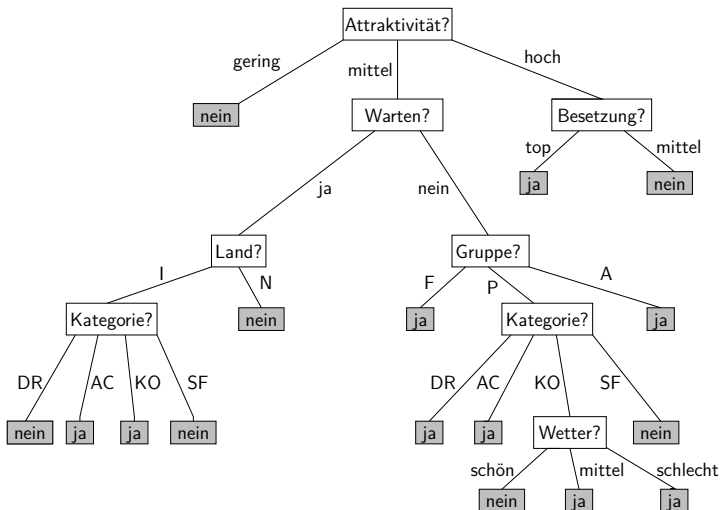 Attraktivität?
gering
mittel
hoch
nein
Warten?
Besetzung?
top
mittel
ja
nein
ja
nein
Land?
Gruppe?
I
N
F
P
A
Kategorie?
nein
ja
Kategorie?
ja
DR
AC
KO
SF
DR
AC
KO
SF
nein
ja
ja
nein
ja
ja
Wetter?
nein
schön
mittel
schlecht
nein
ja
ja